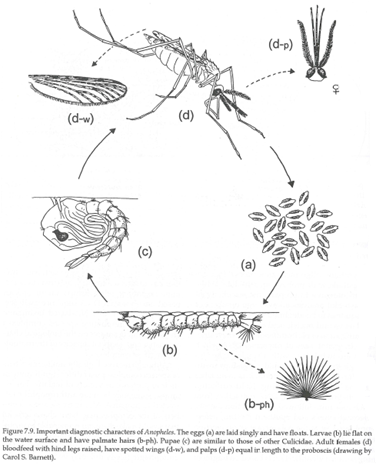 (d-p)
♀
(d-w)
(d)
(c)
(a)
(b)
(b-ph)
Figure 7.9. Important diagnostic characters of Anopheles. The eggs (a) are laid singly and have floats. Larvae (b) lie flat on
the water surface and have palmate hairs (b-ph). Pupae (c) are similar to those of other Culicidae. Adult females (d)
bloodfeed with hind legs raised, have spotted wings (d-w), and palps (d-p) equal in length to the proboscis (drawing by
Carol S. Barnett).